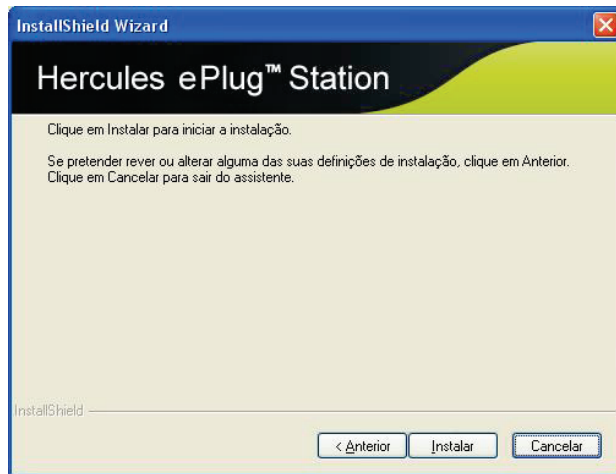 InstallShield Wizard
Hercules ePlug™ Station
Clique em Instalar para iniciar a instalação.
Se pretender rever ou alterar alguma das suas definições de instalação, clique em Anterior.
Clique em Cancelar para sair do assistente.
InstallShield
< Anterior Instalar Cancelar